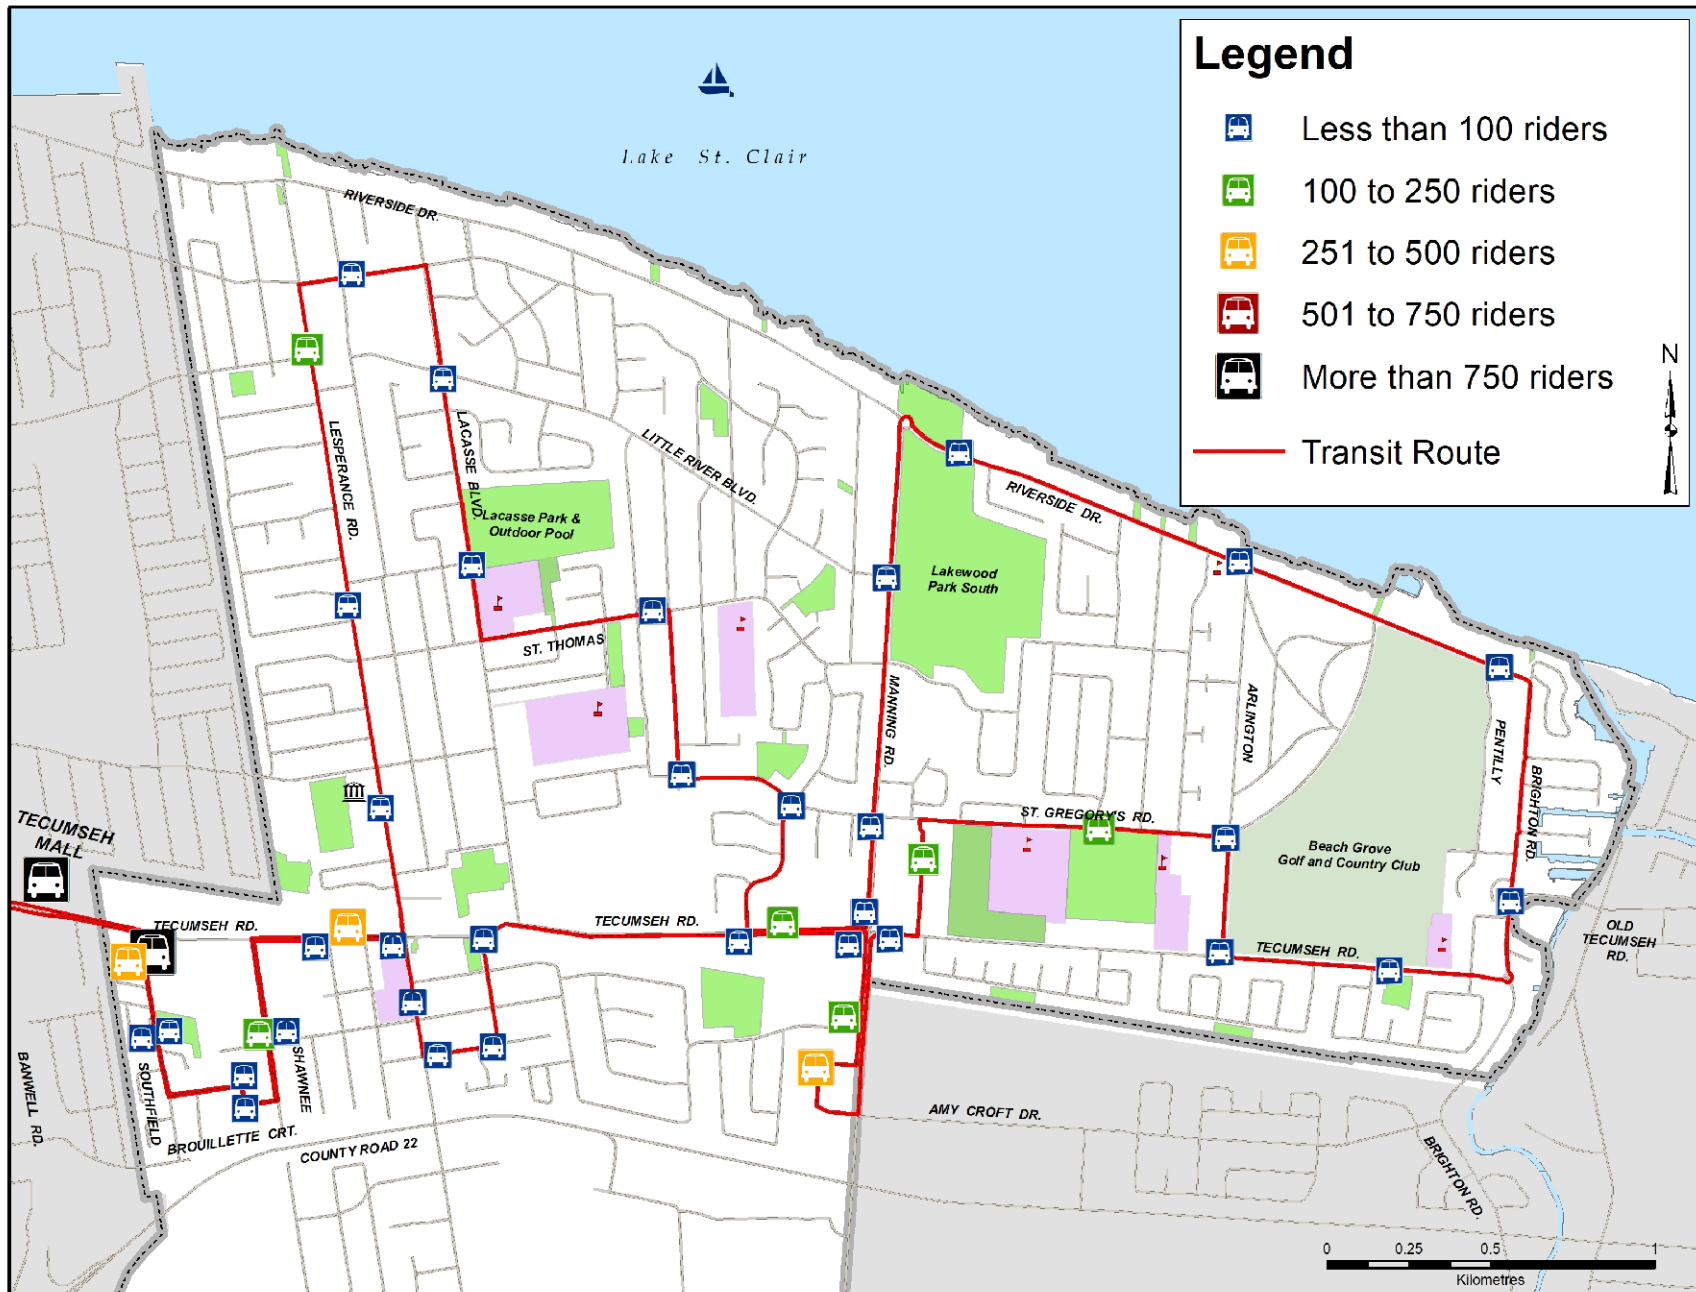 Legend
Less than 100 riders
100 to 250 riders
251 to 500 riders
501 to 750 riders
More than 750 riders
Transit Route
N
Lake St. Clair
RIVERSIDE DR.
LESPERANCE RD.
LACASSE BLVD.
LITTLE RIVER BLVD.
Lacasse Park &
Outdoor Pool
RIVERSIDE DR.
Lakewood
Park South
ST. THOMAS
MANNING RD.
ARLINGTON
PENTILLY
BRIGHTON RD.
ST. GREGORY'S RD.
Beach Grove
Golf and Country Club
TECUMSEH
MALL
TECUMSEH RD.
TECUMSEH RD.
TECUMSEH RD.
OLD
TECUMSEH
RD.
BANWELL RD.
SOUTHFIELD
SHAWNEE
BROUILLETTE CRT.
COUNTY ROAD 22
AMY CROFT DR.
BRIGHTON RD.
0 0.25 0.5 1
Kilometres